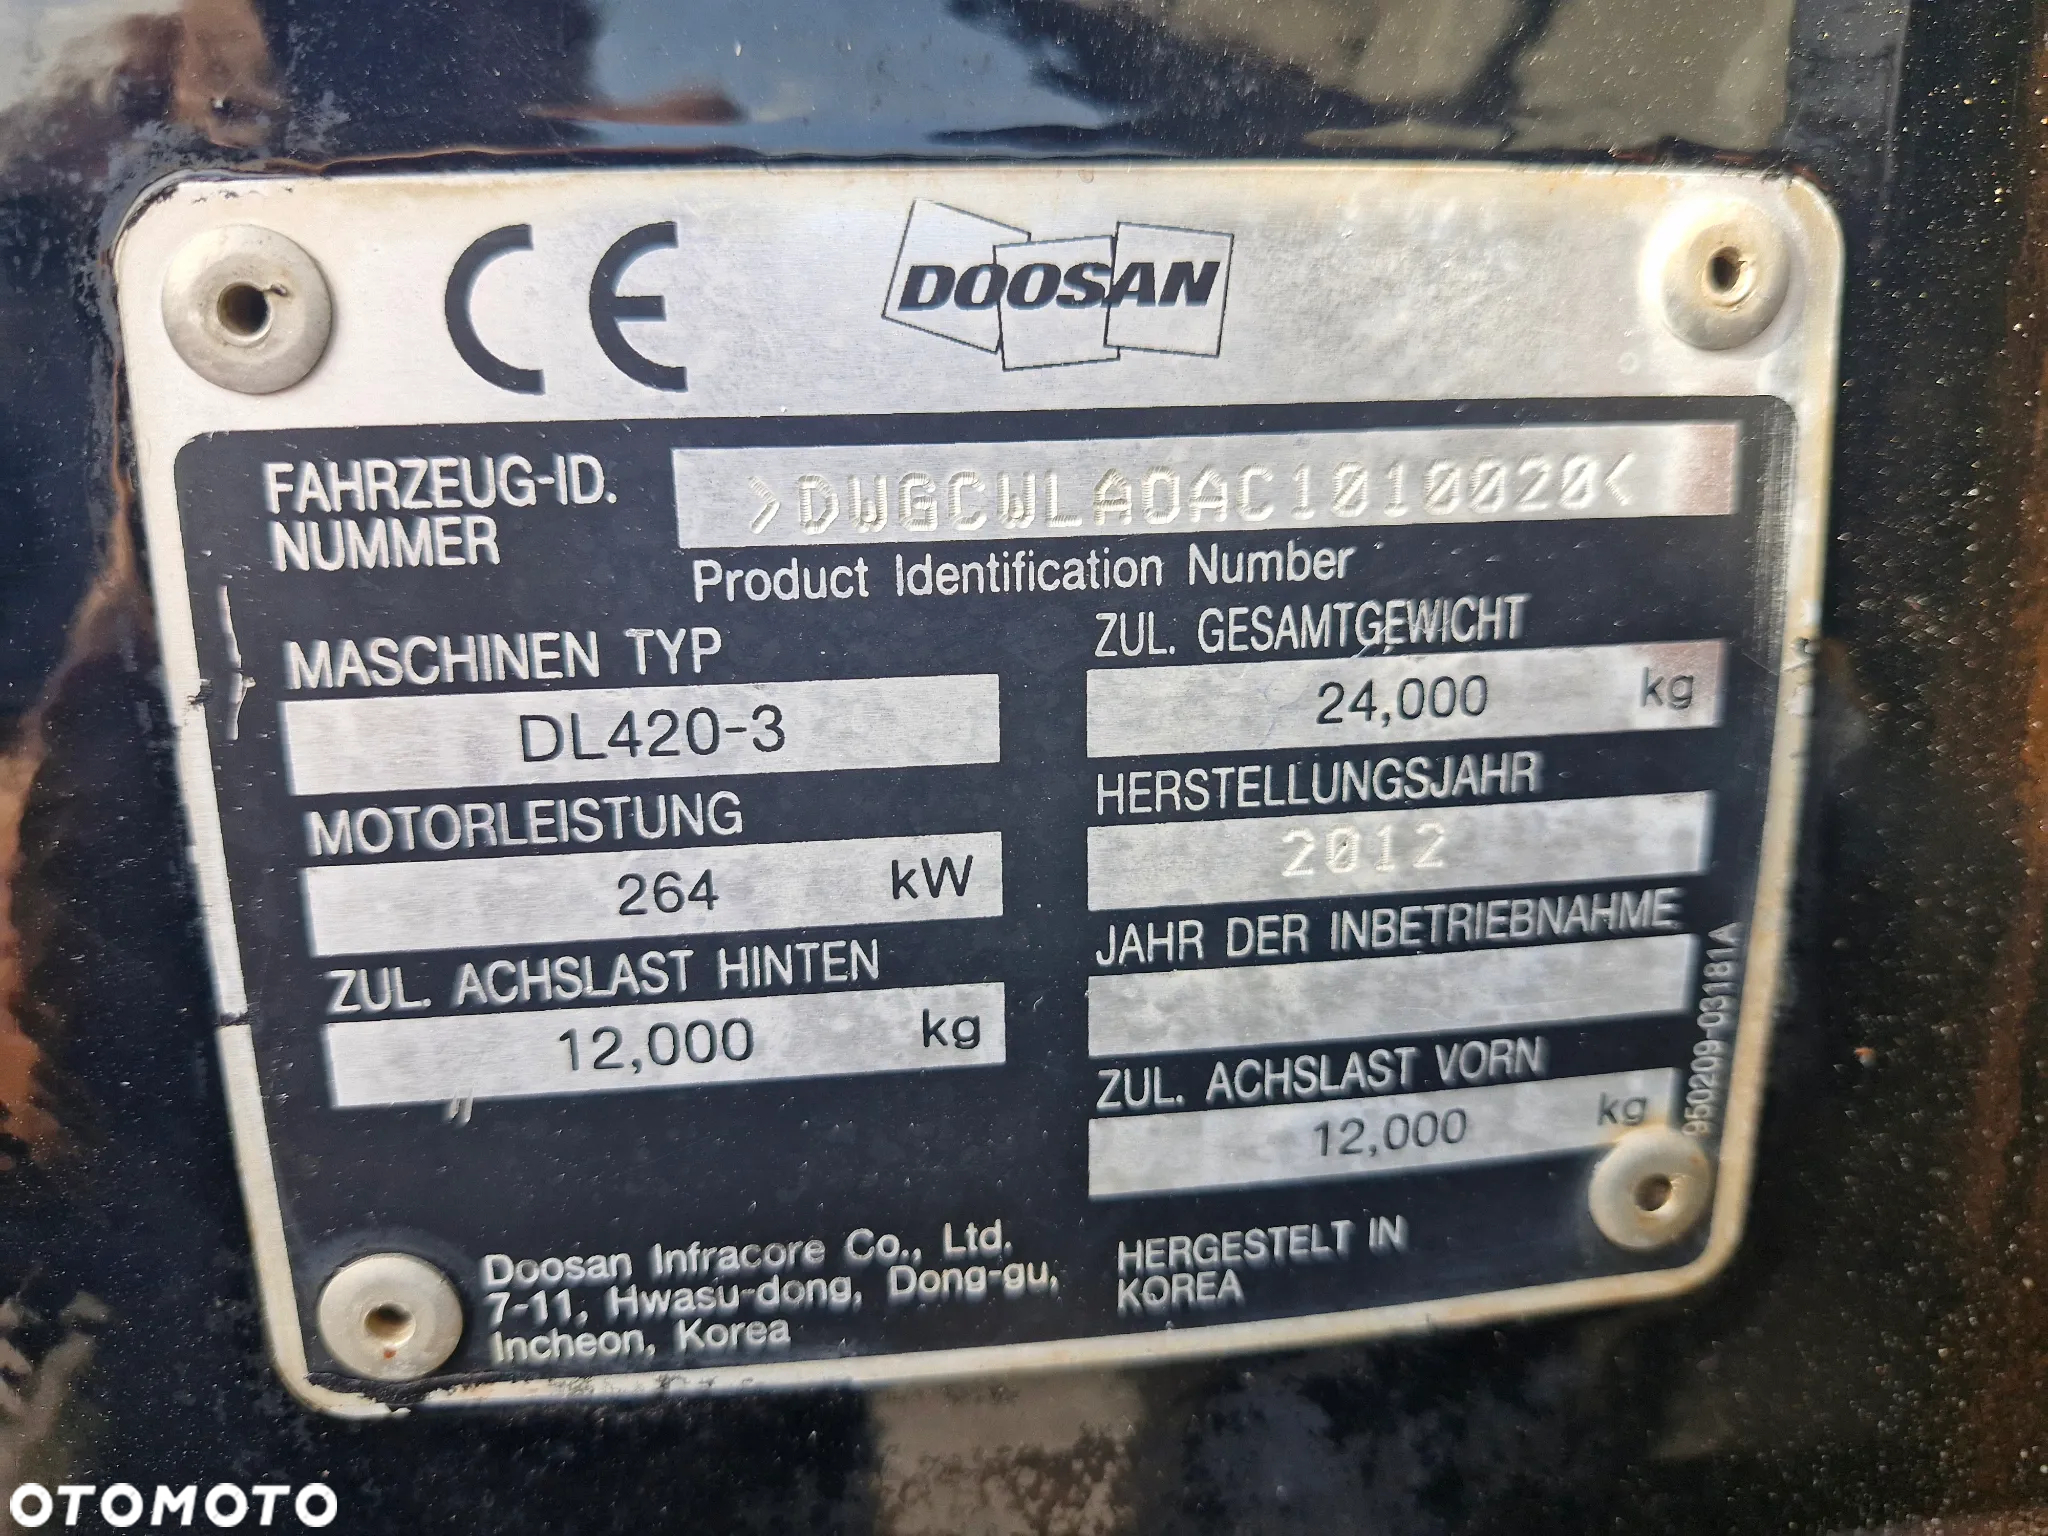 CE
DOOSAN
FAHRZEUG-ID.
NUMMER
>DWGCWLAOAC1010020<
Product Identification Number
MASCHINEN TYP
DL420-3
ZUL. GESAMTGEWICHT
24,000 kg
MOTORLEISTUNG
264 kW
HERSTELLUNGSJAHR
2012
ZUL. ACHSLAST HINTEN
12,000 kg
JAHR DER INBETRIEBNAHME
ZUL. ACHSLAST VORN
12,000 kg
950209-03181A
Doosan Infracore Co., Ltd.
7-11, Hwasu-dong, Dong-gu,
Incheon, Korea
HERGESTELT IN
KOREA
OTOMOTO